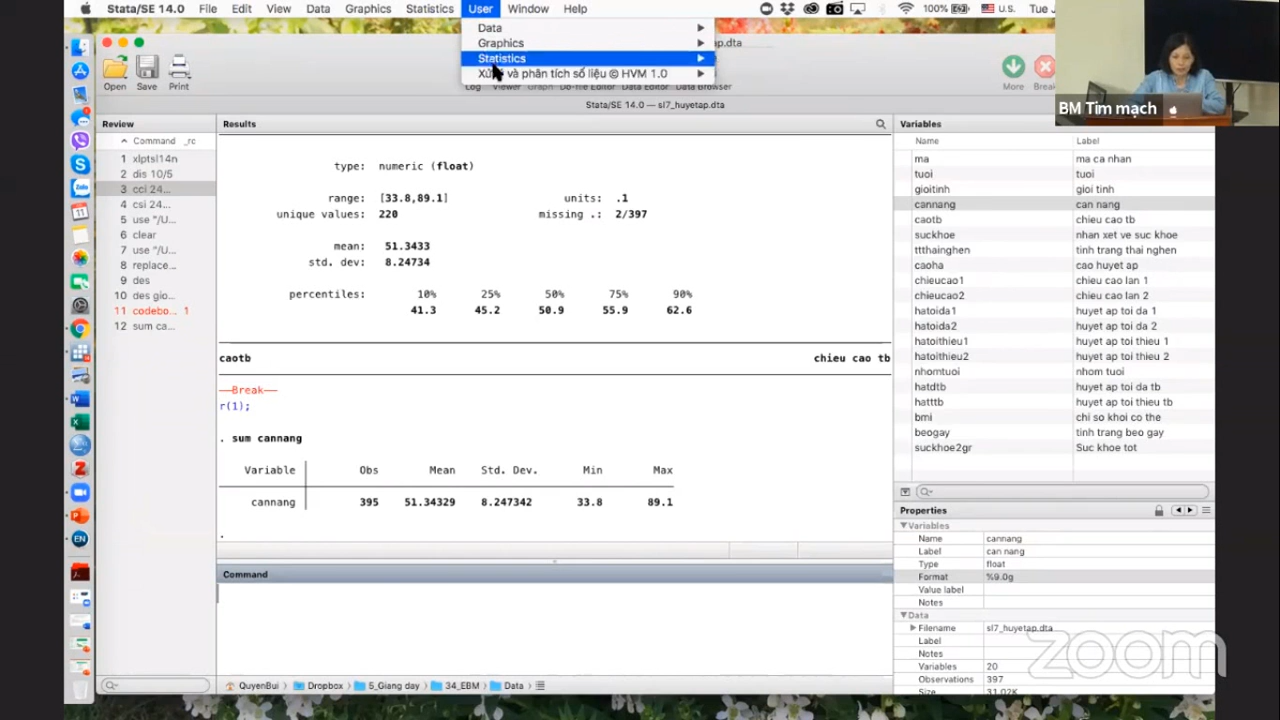 Stata/SE 14.0 File Edit View Data Graphics Statistics User Window Help 100% U.S. Tue
Data
Graphics
Statistics
và phân tích số liệu © HVM 1.0
ap.dta
Open Save Print
Log Viewer Graph Do-file Editor Data Editor Data Browser
More Break
Stata/SE 14.0 — sl7_huyetap.dta
BM Tim mạch
Review
Command _rc
1 xlptsl14n
2 dis 10/5
3 cci 24...
4 csi 24...
5 use "/U...
6 clear
7 use "/U...
8 replace...
9 des
10 des gio...
11 codebo... 1
12 sum ca...
Results
type: numeric (float)
range: [33.8,89.1] units: .1
unique values: 220 missing .: 2/397
mean: 51.3433
std. dev: 8.24734
percentiles: 10% 25% 50% 75% 90%
41.3 45.2 50.9 55.9 62.6
caotb chieu cao tb
—Break—
r(1);
. sum cannang
Variable Obs Mean Std. Dev. Min Max
cannang 395 51.34329 8.247342 33.8 89.1
.
Command
QuyenBui Dropbox 5_Giang day 34_EBM Data
Variables
Name Label
ma ma ca nhan
tuoi tuoi
gioitinh gioi tinh
cannang can nang
caotb chieu cao tb
suckhoe nhan xet ve suc khoe
ttthainghen tinh trang thai nghen
caoha cao huyet ap
chieucao1 chieu cao lan 1
chieucao2 chieu cao lan 2
hatoida1 huyet ap toi da 1
hatoida2 huyet ap toi da 2
hatoithieu1 huyet ap toi thieu 1
hatoithieu2 huyet ap toi thieu 2
nhomtuoi nhom tuoi
hatdtb huyet ap toi da tb
hatttb huyet ap toi thieu tb
bmi chi so khoi co the
beogay tinh trang beo gay
suckhoe2gr Suc khoe tot
Properties
Variables
Name cannang
Label can nang
Type float
Format %9.0g
Value label
Notes
Data
Filename sl7_huyetap.dta
Label
Notes
Variables 20
Observations 397
Size 31.02K
zoom